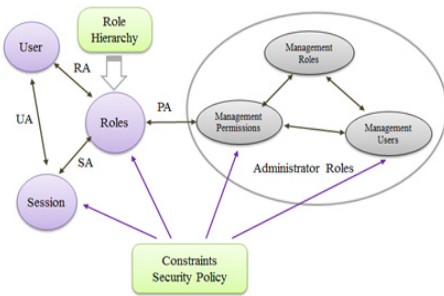 Role
Hierarchy
User
RA
Management
Roles
PA
Roles
Management
Permissions
UA
Management
Users
SA
Administrator Roles
Session
Constraints
Security Policy